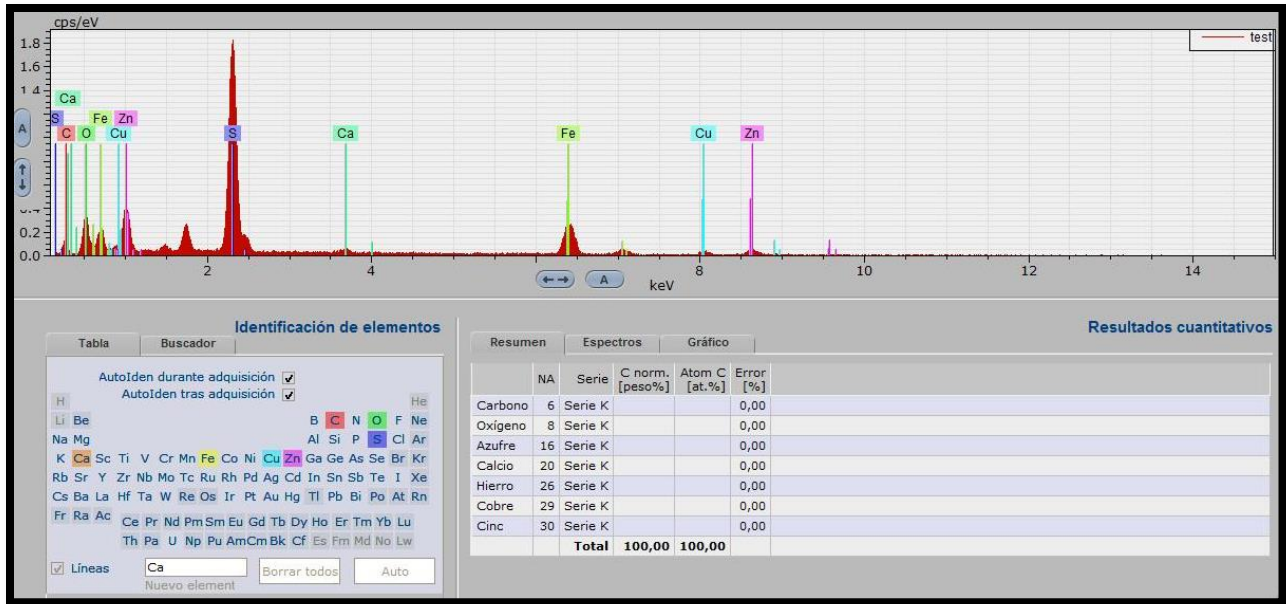 cps/eV
test
1.8
1.6
1.4
Ca
S Fe Zn
A
C O Cu S Ca Fe Cu Zn
0.4
0.2
0.0
2 4 8 10 12 14
A
keV
Identificación de elementos
Tabla Buscador
AutoIden durante adquisición
AutoIden tras adquisición
H He
Li Be B C N O F Ne
Na Mg Al Si P S Cl Ar
K Ca Sc Ti V Cr Mn Fe Co Ni Cu Zn Ga Ge As Se Br Kr
Rb Sr Y Zr Nb Mo Tc Ru Rh Pd Ag Cd In Sn Sb Te I Xe
Cs Ba La Hf Ta W Re Os Ir Pt Au Hg Tl Pb Bi Po At Rn
Fr Ra Ac Ce Pr Nd Pm Sm Eu Gd Tb Dy Ho Er Tm Yb Lu
Th Pa U Np Pu Am Cm Bk Cf Es Fm Md No Lw
Líneas Ca Borrar todos Auto
Nuevo element
Resultados cuantitativos
Resumen Espectros Gráfico
NA Serie C norm. [peso%] Atom C [at.%] Error [%]
Carbono 6 Serie K 0,00
Oxígeno 8 Serie K 0,00
Azufre 16 Serie K 0,00
Calcio 20 Serie K 0,00
Hierro 26 Serie K 0,00
Cobre 29 Serie K 0,00
Cinc 30 Serie K 0,00
Total 100,00 100,00